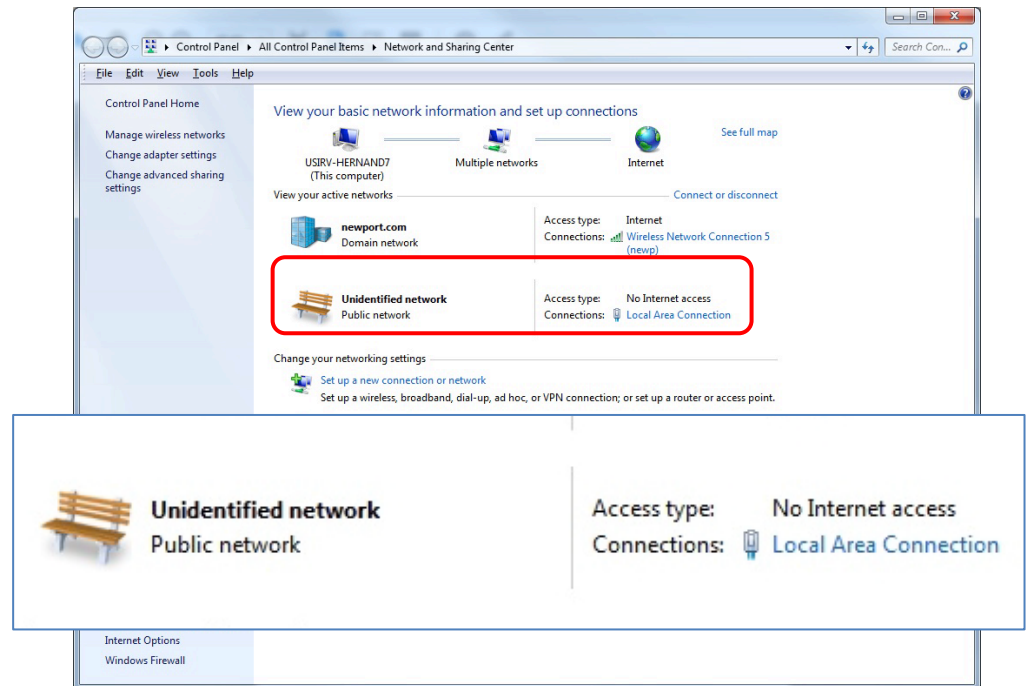 Control Panel ▸ All Control Panel Items ▸ Network and Sharing Center
Search Con...
File Edit View Tools Help
Control Panel Home
Manage wireless networks
Change adapter settings
Change advanced sharing
settings
View your basic network information and set up connections
See full map
USIRV-HERNAND7
(This computer)
Multiple networks
Internet
View your active networks
Connect or disconnect
newport.com
Domain network
Access type: Internet
Connections: Wireless Network Connection 5
(newp)
Unidentified network
Public network
Access type: No Internet access
Connections: Local Area Connection
Change your networking settings
Set up a new connection or network
Set up a wireless, broadband, dial-up, ad hoc, or VPN connection; or set up a router or access point.
Unidentified network
Public network
Access type: No Internet access
Connections: Local Area Connection
Internet Options
Windows Firewall